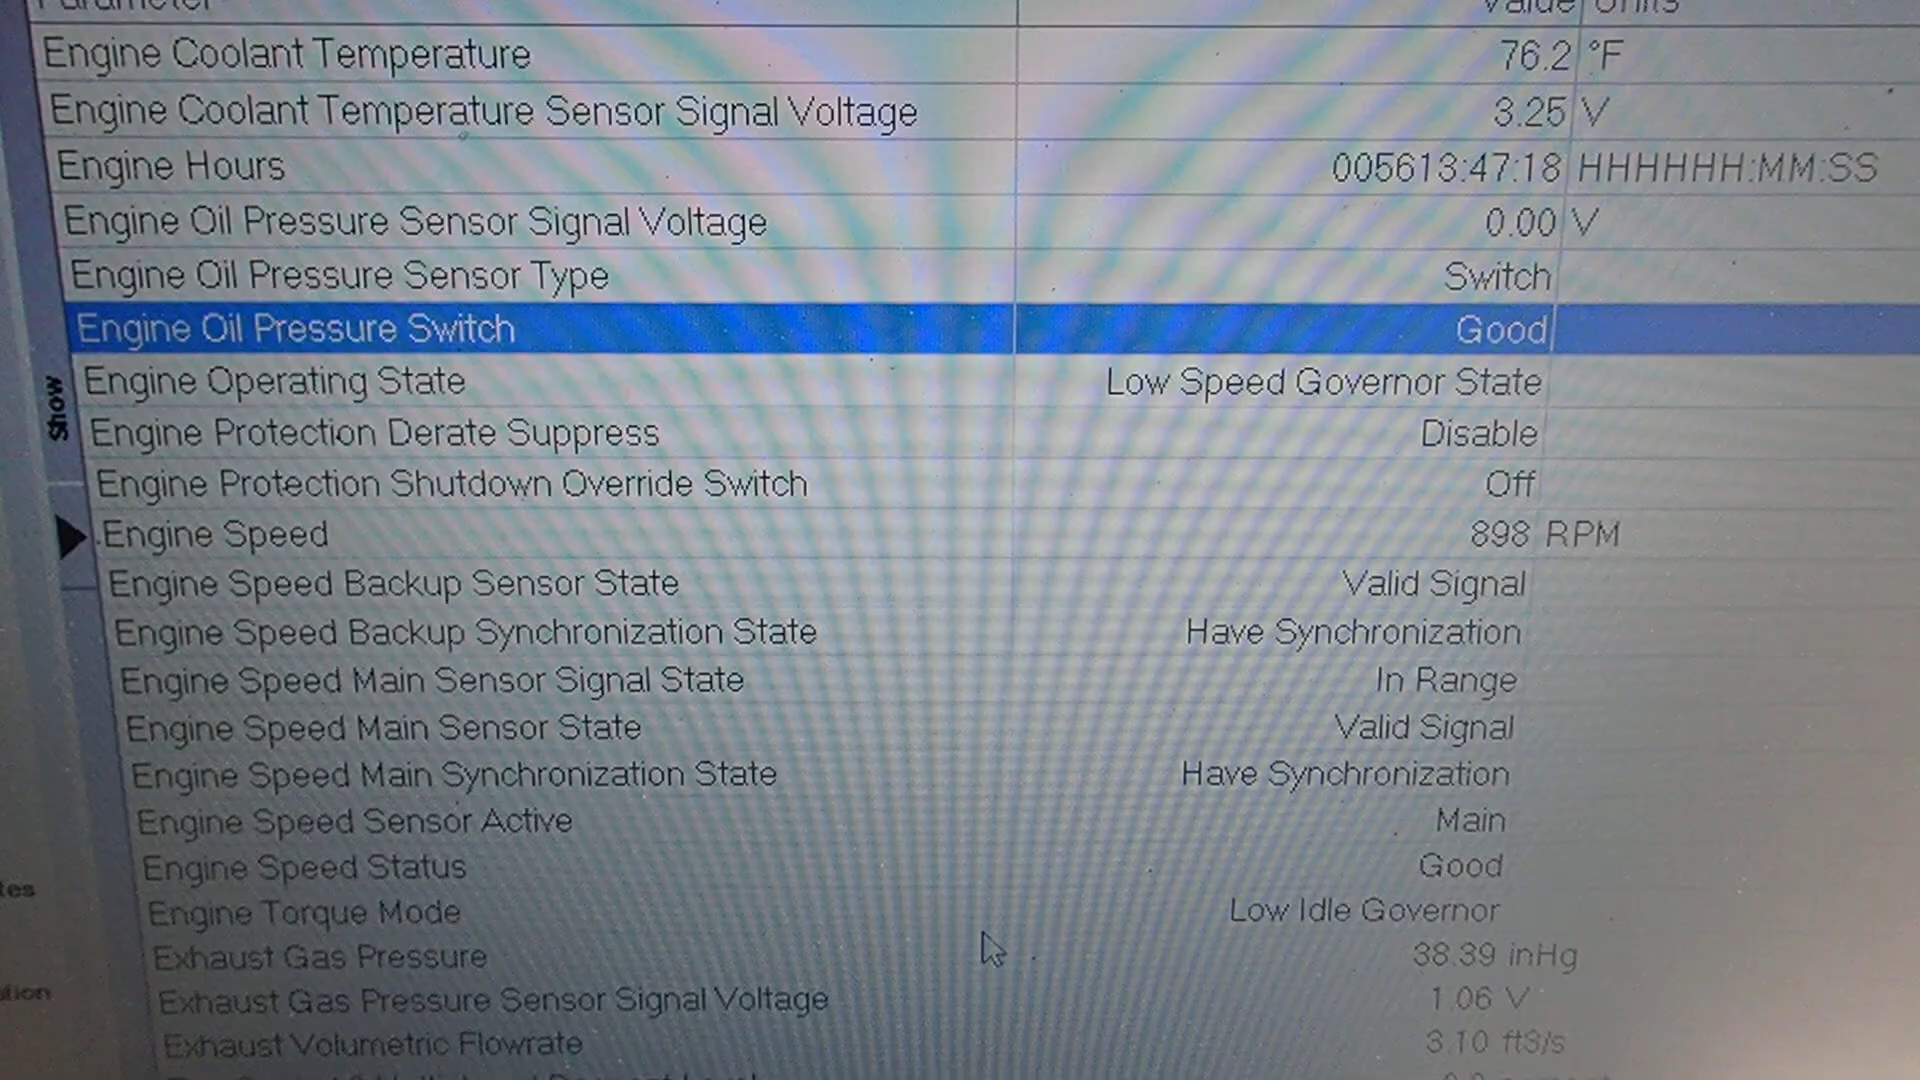 Parameter Value Units
Engine Coolant Temperature 76.2 °F
Engine Coolant Temperature Sensor Signal Voltage 3.25 V
Engine Hours 005613:47:18 HHHHHH:MM:SS
Engine Oil Pressure Sensor Signal Voltage 0.00 V
Engine Oil Pressure Sensor Type Switch
Engine Oil Pressure Switch Good
Engine Operating State Low Speed Governor State
Engine Protection Derate Suppress Disable
Engine Protection Shutdown Override Switch Off
Engine Speed 898 RPM
Engine Speed Backup Sensor State Valid Signal
Engine Speed Backup Synchronization State Have Synchronization
Engine Speed Main Sensor Signal State In Range
Engine Speed Main Sensor State Valid Signal
Engine Speed Main Synchronization State Have Synchronization
Engine Speed Sensor Active Main
Engine Speed Status Good
Engine Torque Mode Low Idle Governor
Exhaust Gas Pressure 38.39 inHg
Exhaust Gas Pressure Sensor Signal Voltage 1.06 V
Exhaust Volumetric Flowrate 3.10 ft3/s
Show